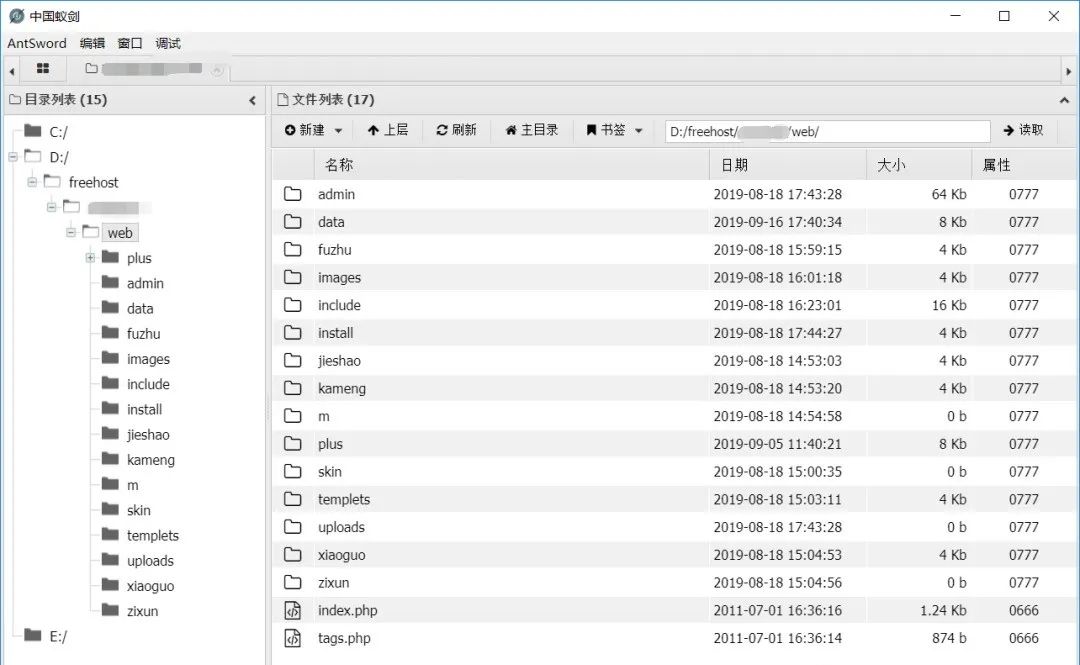 中国蚁剑
AntSword 编辑 窗口 调试
目录列表 (15)
C:/
D:/
freehost
web
plus
admin
data
fuzhu
images
include
install
jieshao
kameng
m
skin
templets
uploads
xiaoguo
zixun
E:/
文件列表 (17)
新建 上层 刷新 主目录 书签 D:/freehost/ /web/ 读取
名称 日期 大小 属性
admin 2019-08-18 17:43:28 64 Kb 0777
data 2019-09-16 17:40:34 8 Kb 0777
fuzhu 2019-08-18 15:59:15 4 Kb 0777
images 2019-08-18 16:01:18 4 Kb 0777
include 2019-08-18 16:23:01 16 Kb 0777
install 2019-08-18 17:44:27 4 Kb 0777
jieshao 2019-08-18 14:53:03 4 Kb 0777
kameng 2019-08-18 14:53:20 4 Kb 0777
m 2019-08-18 14:54:58 0 b 0777
plus 2019-09-05 11:40:21 8 Kb 0777
skin 2019-08-18 15:00:35 0 b 0777
templets 2019-08-18 15:03:11 4 Kb 0777
uploads 2019-08-18 17:43:28 0 b 0777
xiaoguo 2019-08-18 15:04:53 4 Kb 0777
zixun 2019-08-18 15:04:56 0 b 0777
index.php 2011-07-01 16:36:16 1.24 Kb 0666
tags.php 2011-07-01 16:36:14 874 b 0666